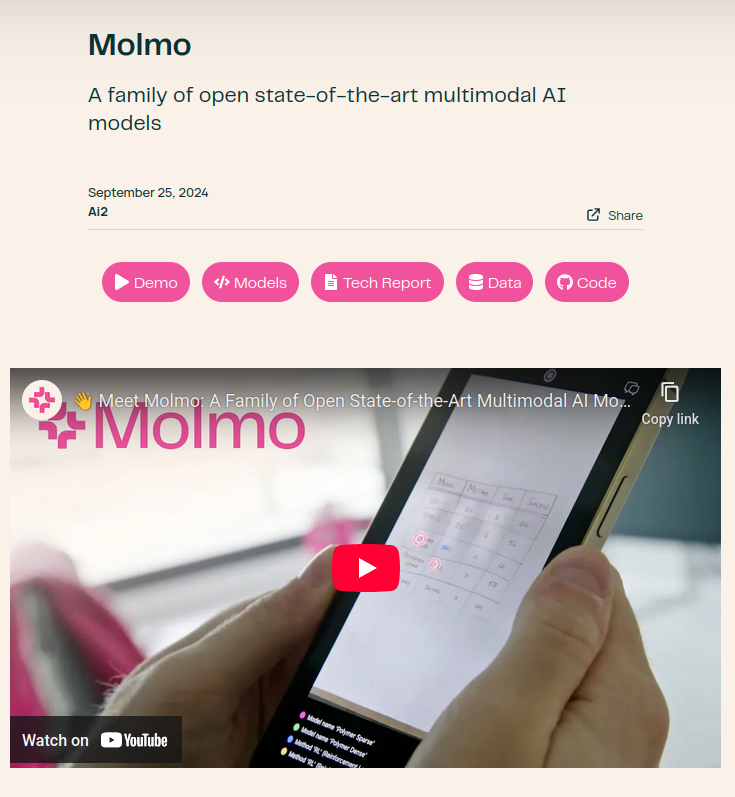 Molmo
A family of open state-of-the-art multimodal AI
models
September 25, 2024
Ai2
Share
Demo
Models
Tech Report
Data
Code
👋 Meet Molmo: A Family of Open State-of-the-Art Multimodal AI Mo...
Copy link
Molmo
Model name "Polymer Sparse"
Model name "Polymer Dense"
Method "RL" (Reinforcement
Method "RL"
Watch on YouTube